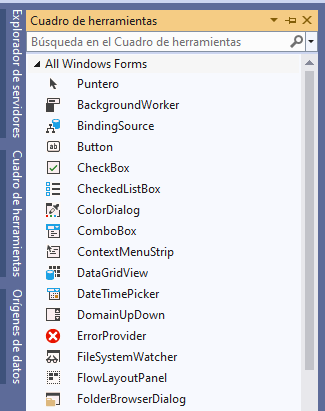 Cuadro de herramientas
Búsqueda en el Cuadro de herramientas
All Windows Forms
Puntero
BackgroundWorker
BindingSource
ab
Button
CheckBox
CheckedListBox
ColorDialog
ComboBox
ContextMenuStrip
DataGridView
DateTimePicker
DomainUpDown
ErrorProvider
FileSystemWatcher
FlowLayoutPanel
FolderBrowserDialog
Explorador de servidores
Cuadro de herramientas
Orígenes de datos